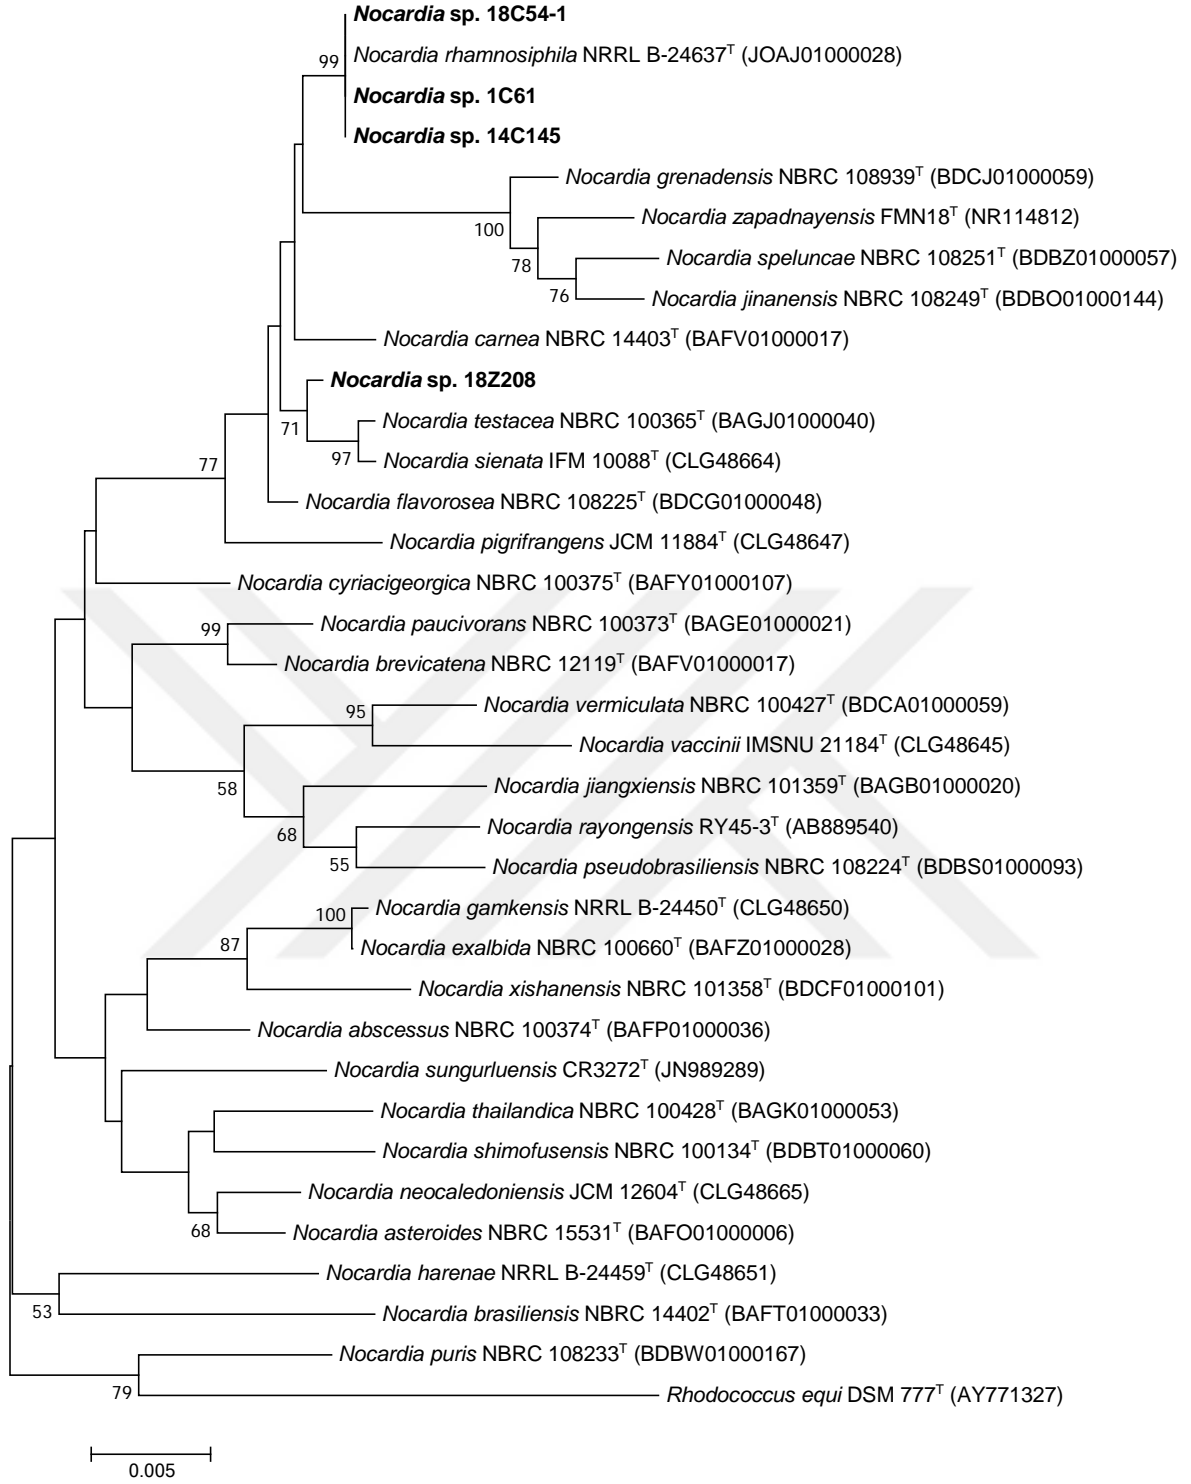 Nocardia sp. 18C54-1
99
Nocardia rhamnosiphila NRRL B-24637T (JOAJ01000028)
Nocardia sp. 1C61
Nocardia sp. 14C145
Nocardia grenadensis NBRC 108939T (BDCJ01000059)
100
Nocardia zapadnayensis FMN18T (NR114812)
78
Nocardia speluncae NBRC 108251T (BDBZ01000057)
76
Nocardia jinanensis NBRC 108249T (BDBO01000144)
Nocardia carnea NBRC 14403T (BAFV01000017)
Nocardia sp. 18Z208
71
Nocardia testacea NBRC 100365T (BAGJ01000040)
97
Nocardia sienata IFM 10088T (CLG48664)
77
Nocardia flavorosea NBRC 108225T (BDCG01000048)
Nocardia pigrifrangens JCM 11884T (CLG48647)
Nocardia cyriacigeorgica NBRC 100375T (BAFY01000107)
99
Nocardia paucivorans NBRC 100373T (BAGE01000021)
Nocardia brevicatena NBRC 12119T (BAFV01000017)
95
Nocardia vermiculata NBRC 100427T (BDCA01000059)
Nocardia vaccinii IMSNU 21184T (CLG48645)
58
Nocardia jiangxiensis NBRC 101359T (BAGB01000020)
68
Nocardia rayongensis RY45-3T (AB889540)
55
Nocardia pseudobrasiliensis NBRC 108224T (BDBS01000093)
100
Nocardia gamkensis NRRL B-24450T (CLG48650)
87
Nocardia exalbida NBRC 100660T (BAFZ01000028)
Nocardia xishanensis NBRC 101358T (BDCF01000101)
Nocardia abscessus NBRC 100374T (BAFP01000036)
Nocardia sungurluensis CR3272T (JN989289)
Nocardia thailandica NBRC 100428T (BAGK01000053)
Nocardia shimofusensis NBRC 100134T (BDBT01000060)
Nocardia neocaledoniensis JCM 12604T (CLG48665)
68
Nocardia asteroides NBRC 15531T (BAFO01000006)
Nocardia harenae NRRL B-24459T (CLG48651)
53
Nocardia brasiliensis NBRC 14402T (BAFT01000033)
Nocardia puris NBRC 108233T (BDBW01000167)
79
Rhodococcus equi DSM 777T (AY771327)
0.005